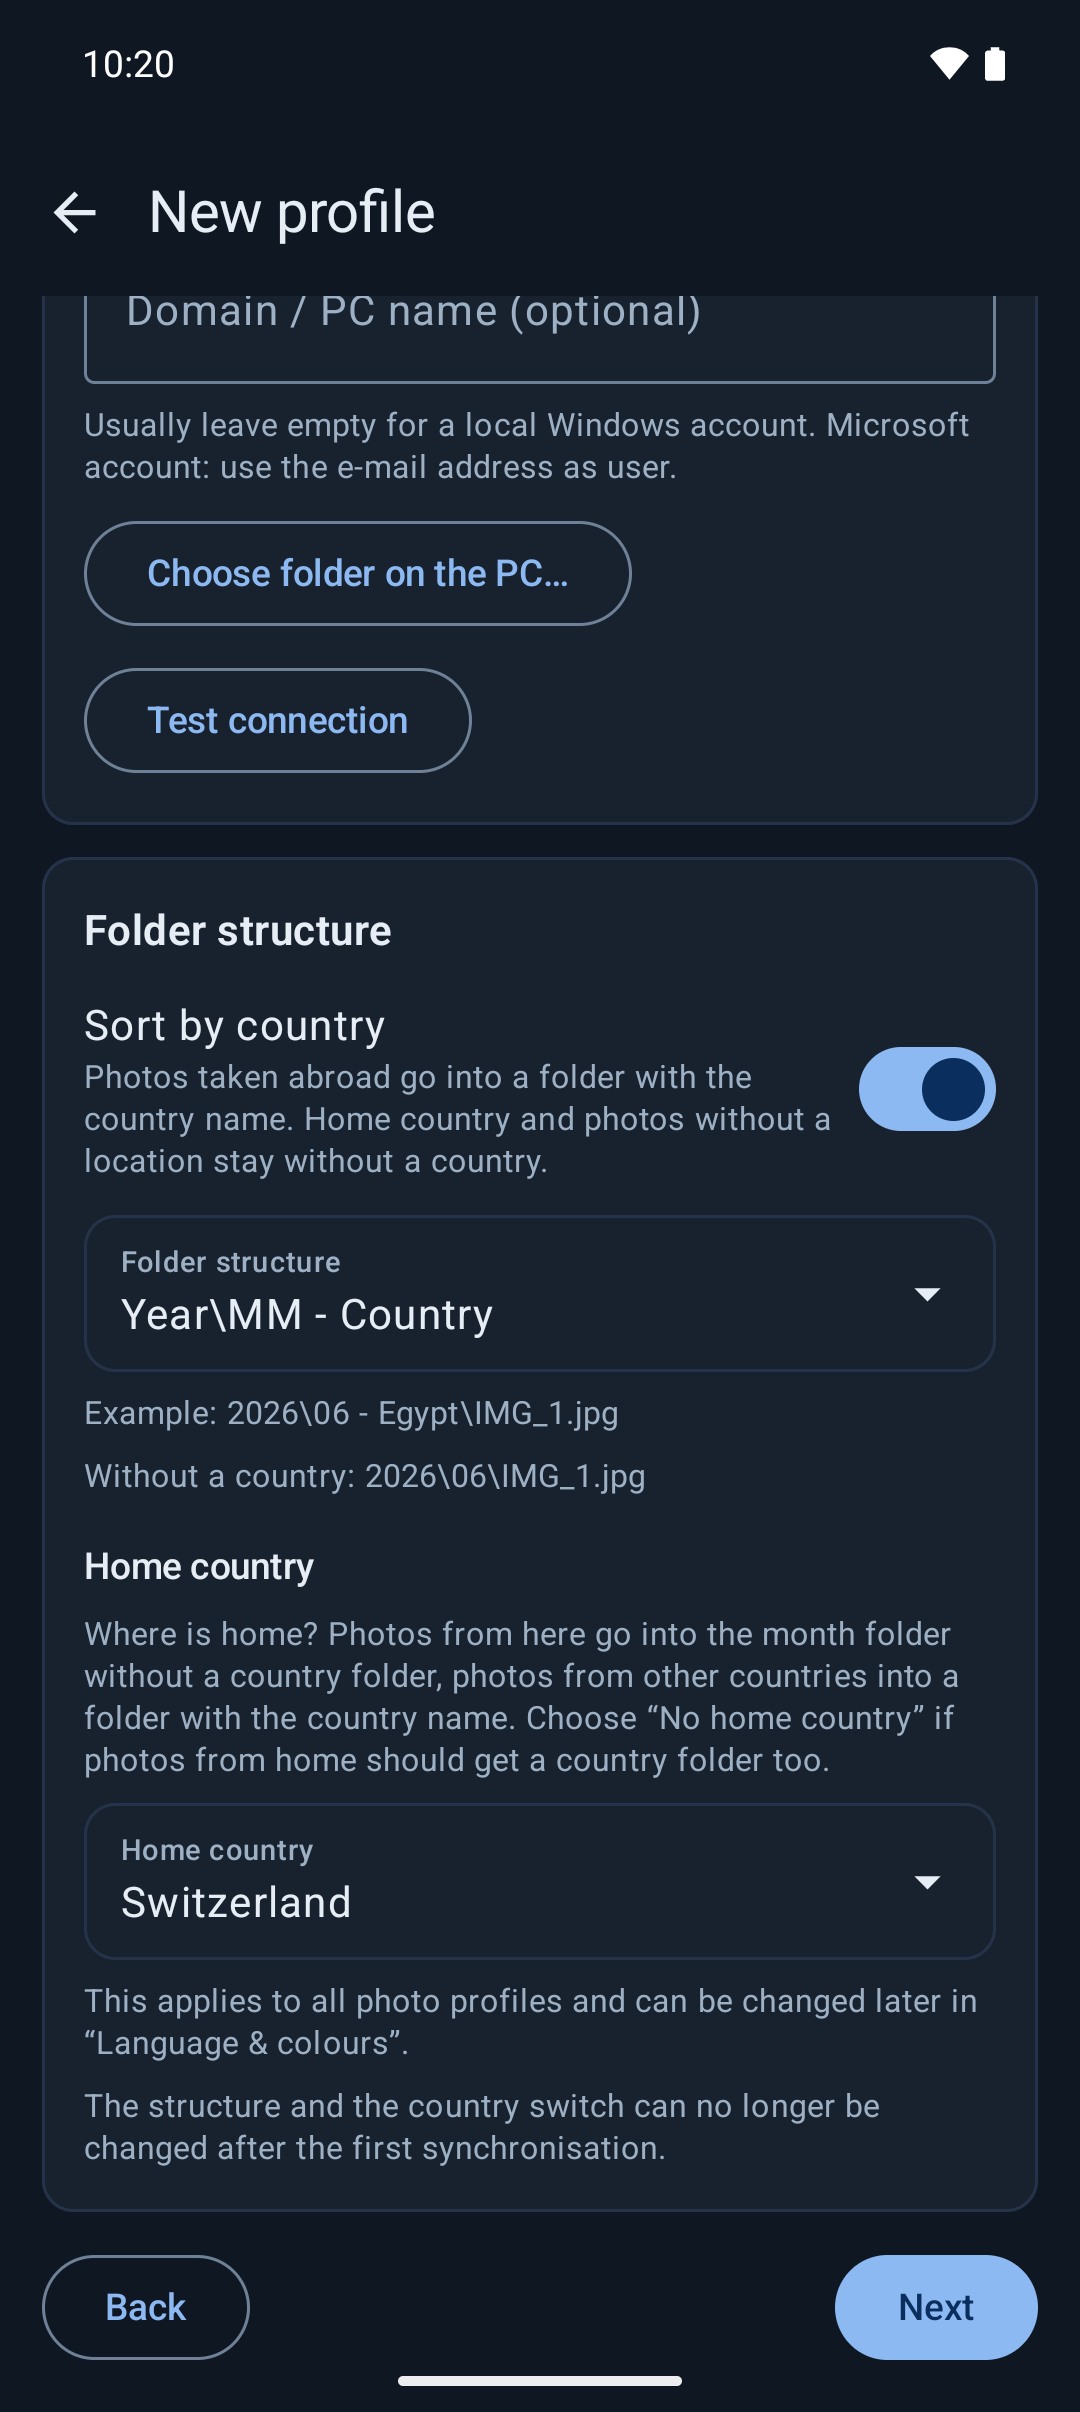 10:20
New profile
Domain / PC name (optional)
Usually leave empty for a local Windows account. Microsoft
account: use the e-mail address as user.
Choose folder on the PC...
Test connection
Folder structure
Sort by country
Photos taken abroad go into a folder with the
country name. Home country and photos without a
location stay without a country.
Folder structure
Year\MM - Country
Example: 2026\06 - Egypt\IMG_1.jpg
Without a country: 2026\06\IMG_1.jpg
Home country
Where is home? Photos from here go into the month folder
without a country folder, photos from other countries into a
folder with the country name. Choose “No home country” if
photos from home should get a country folder too.
Home country
Switzerland
This applies to all photo profiles and can be changed later in
“Language & colours”.
The structure and the country switch can no longer be
changed after the first synchronisation.
Back
Next